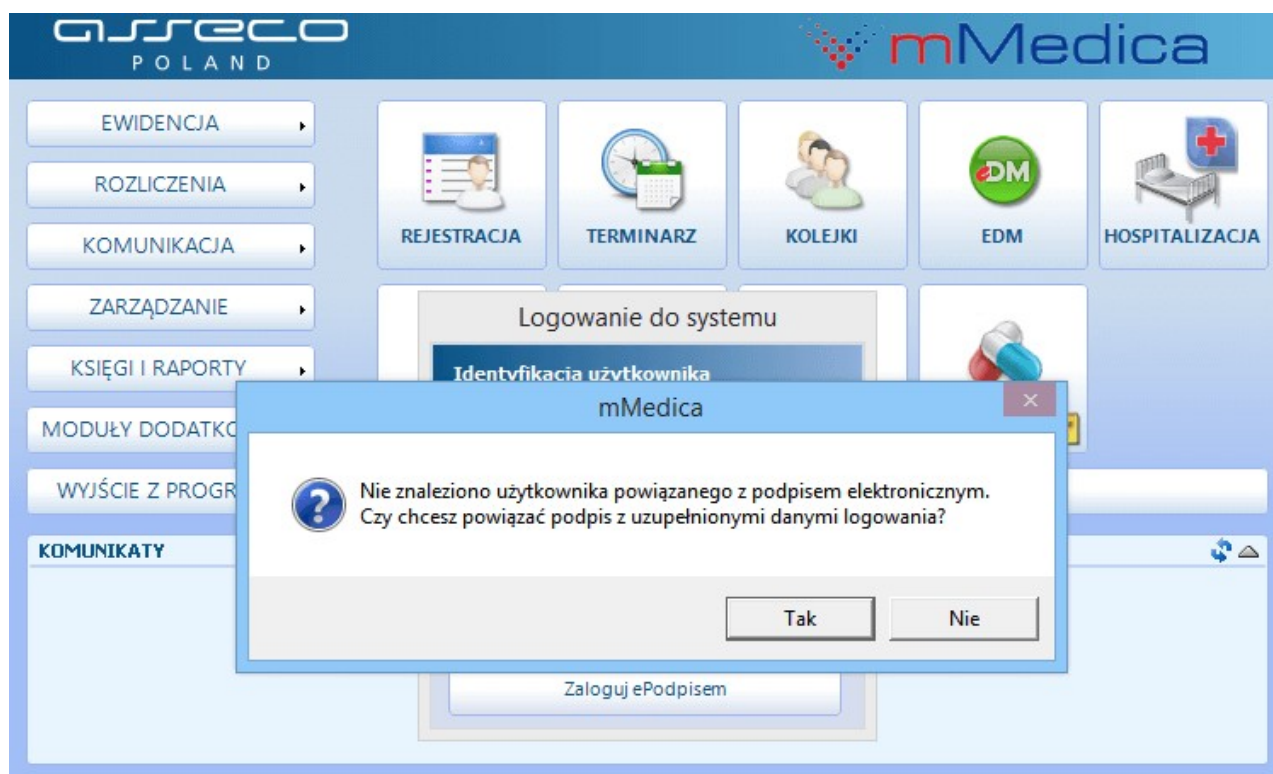 asseco
POLAND
mMedica
EWIDENCJA
ROZLICZENIA
KOMUNIKACJA
ZARZĄDZANIE
KSIĘGI I RAPORTY
MODUŁY DODATKO
WYJŚCIE Z PROGR
REJESTRACJA
TERMINARZ
KOLEJKI
eDM
EDM
HOSPITALIZACJA
Logowanie do systemu
Identyfikacja użytkownika
mMedica
Nie znaleziono użytkownika powiązanego z podpisem elektronicznym.
Czy chcesz powiązać podpis z uzupełnionymi danymi logowania?
Tak
Nie
Zaloguj ePodpisem
KOMUNIKATY